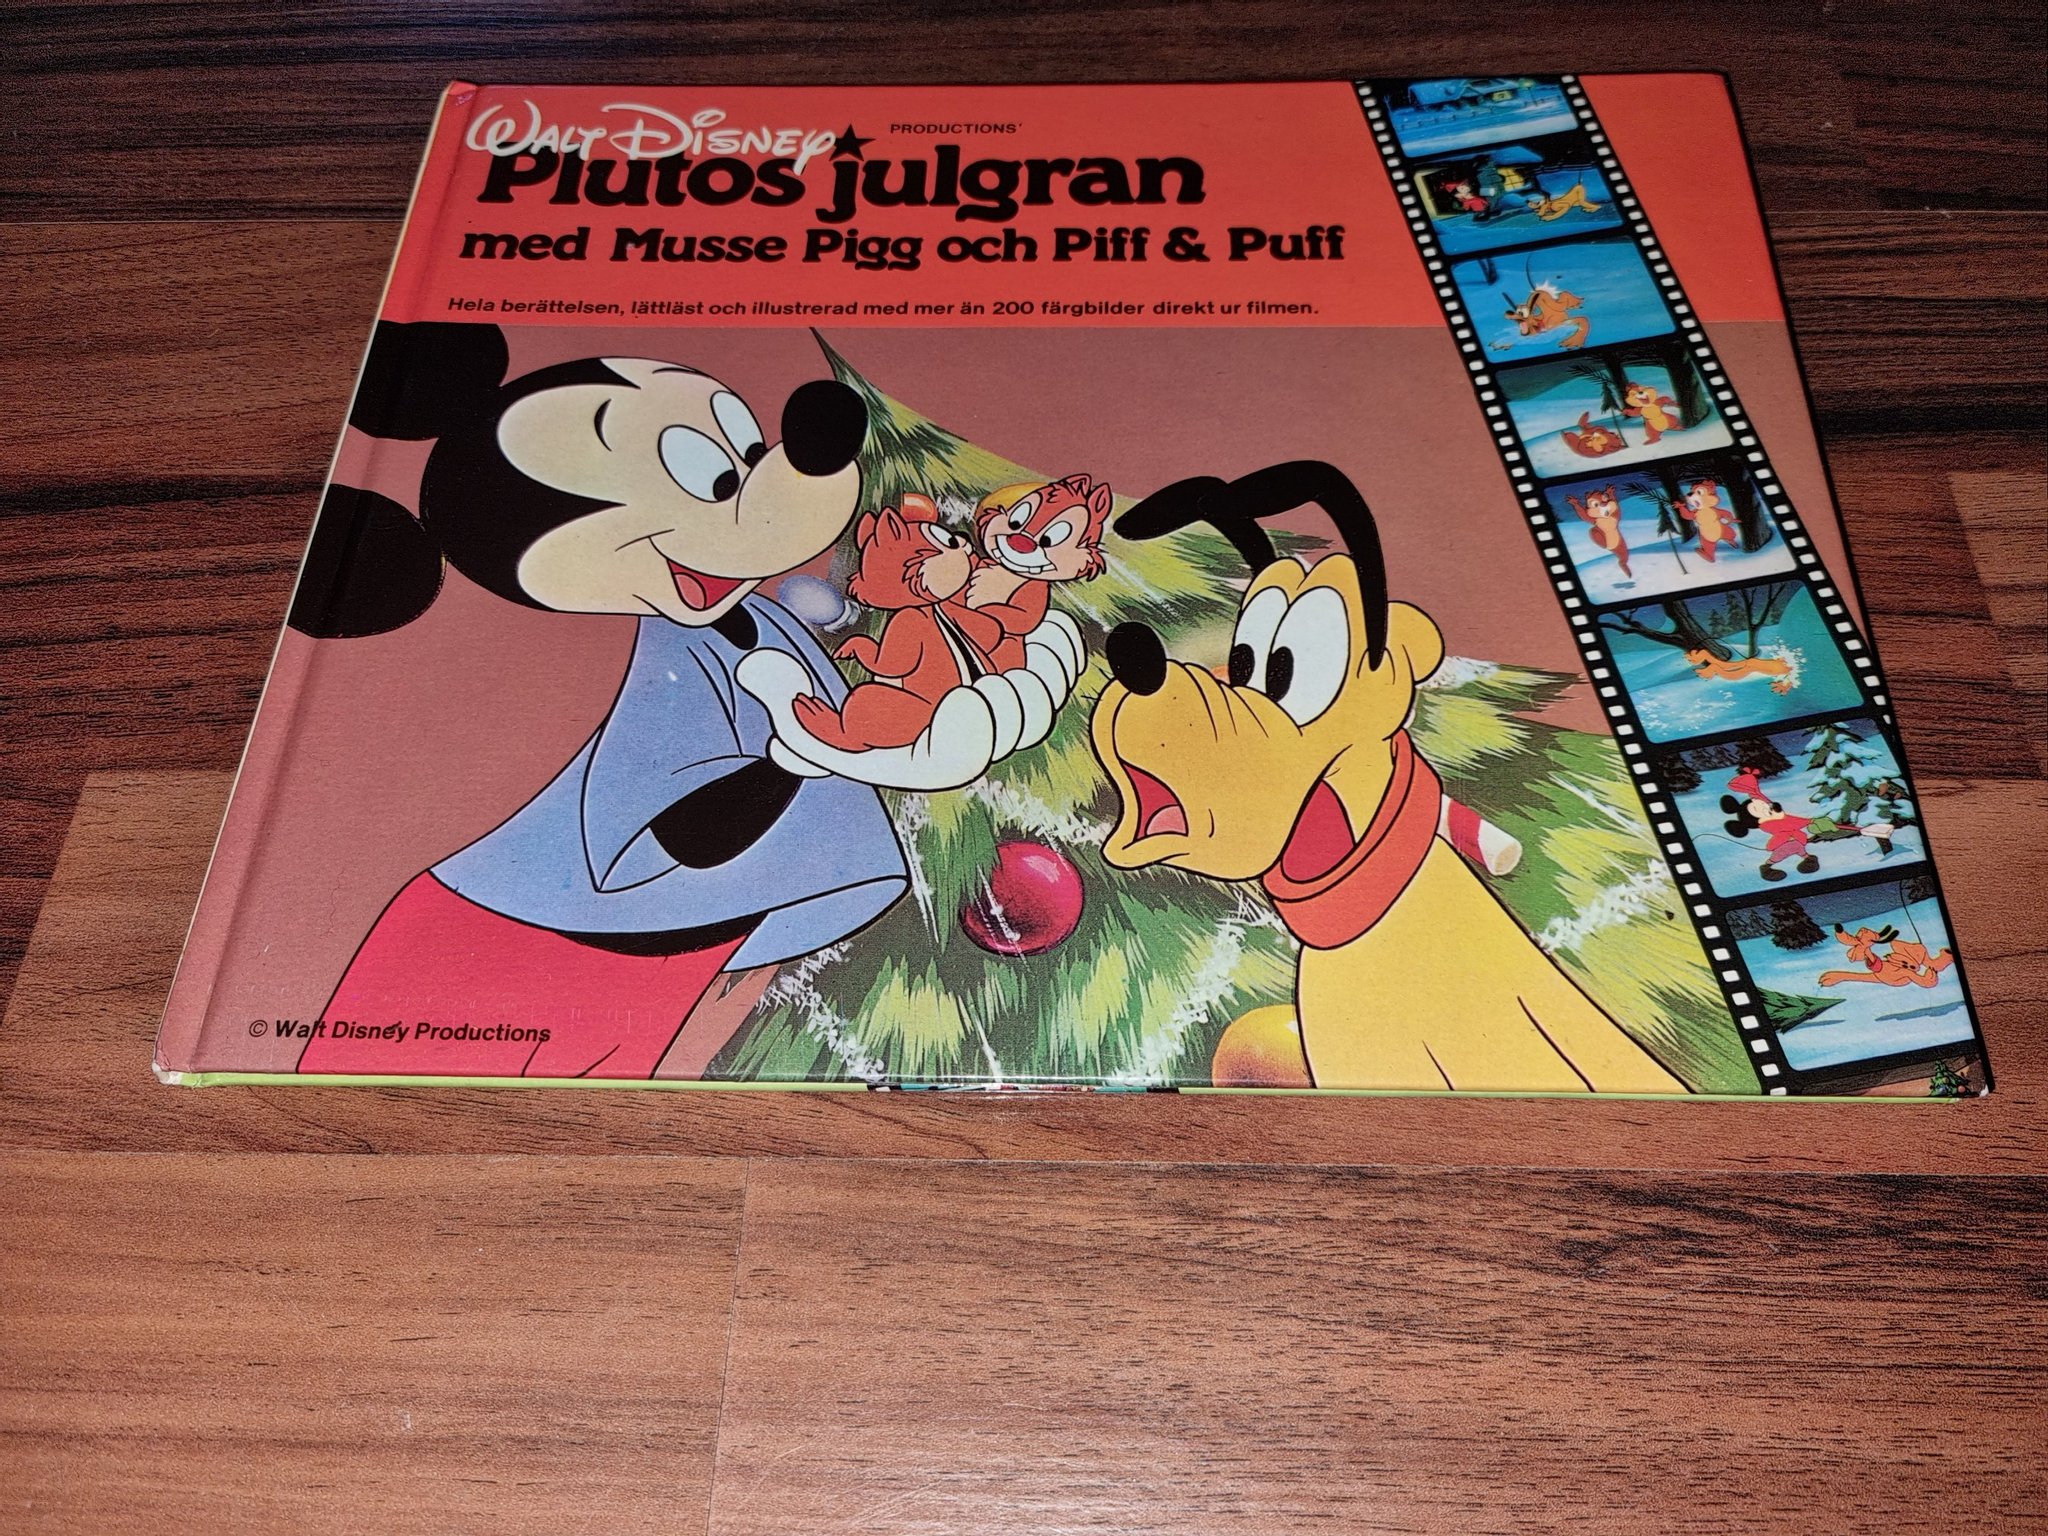 WALT DISNEY PRODUCTIONS'
Plutos julgran
med Musse Pigg och Piff & Puff
Hela berättelsen, lättläst och illustrerad med mer än 200 färgbilder direkt ur filmen.
© Walt Disney Productions